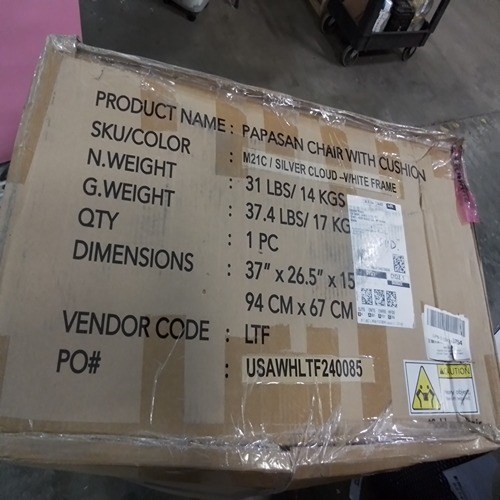 PRODUCT NAME : PAPASAN CHAIR WITH CUSHION
SKU/COLOR : M21C / SILVER CLOUD -WHITE FRAME
N.WEIGHT : 31 LBS/ 14 KGS
G.WEIGHT : 37.4 LBS/ 17 KG
QTY : 1 PC
DIMENSIONS : 37” x 26.5” x 15
94 CM x 67 CM
VENDOR CODE : LTF
PO# : USAWHLTF240085
CAUTION